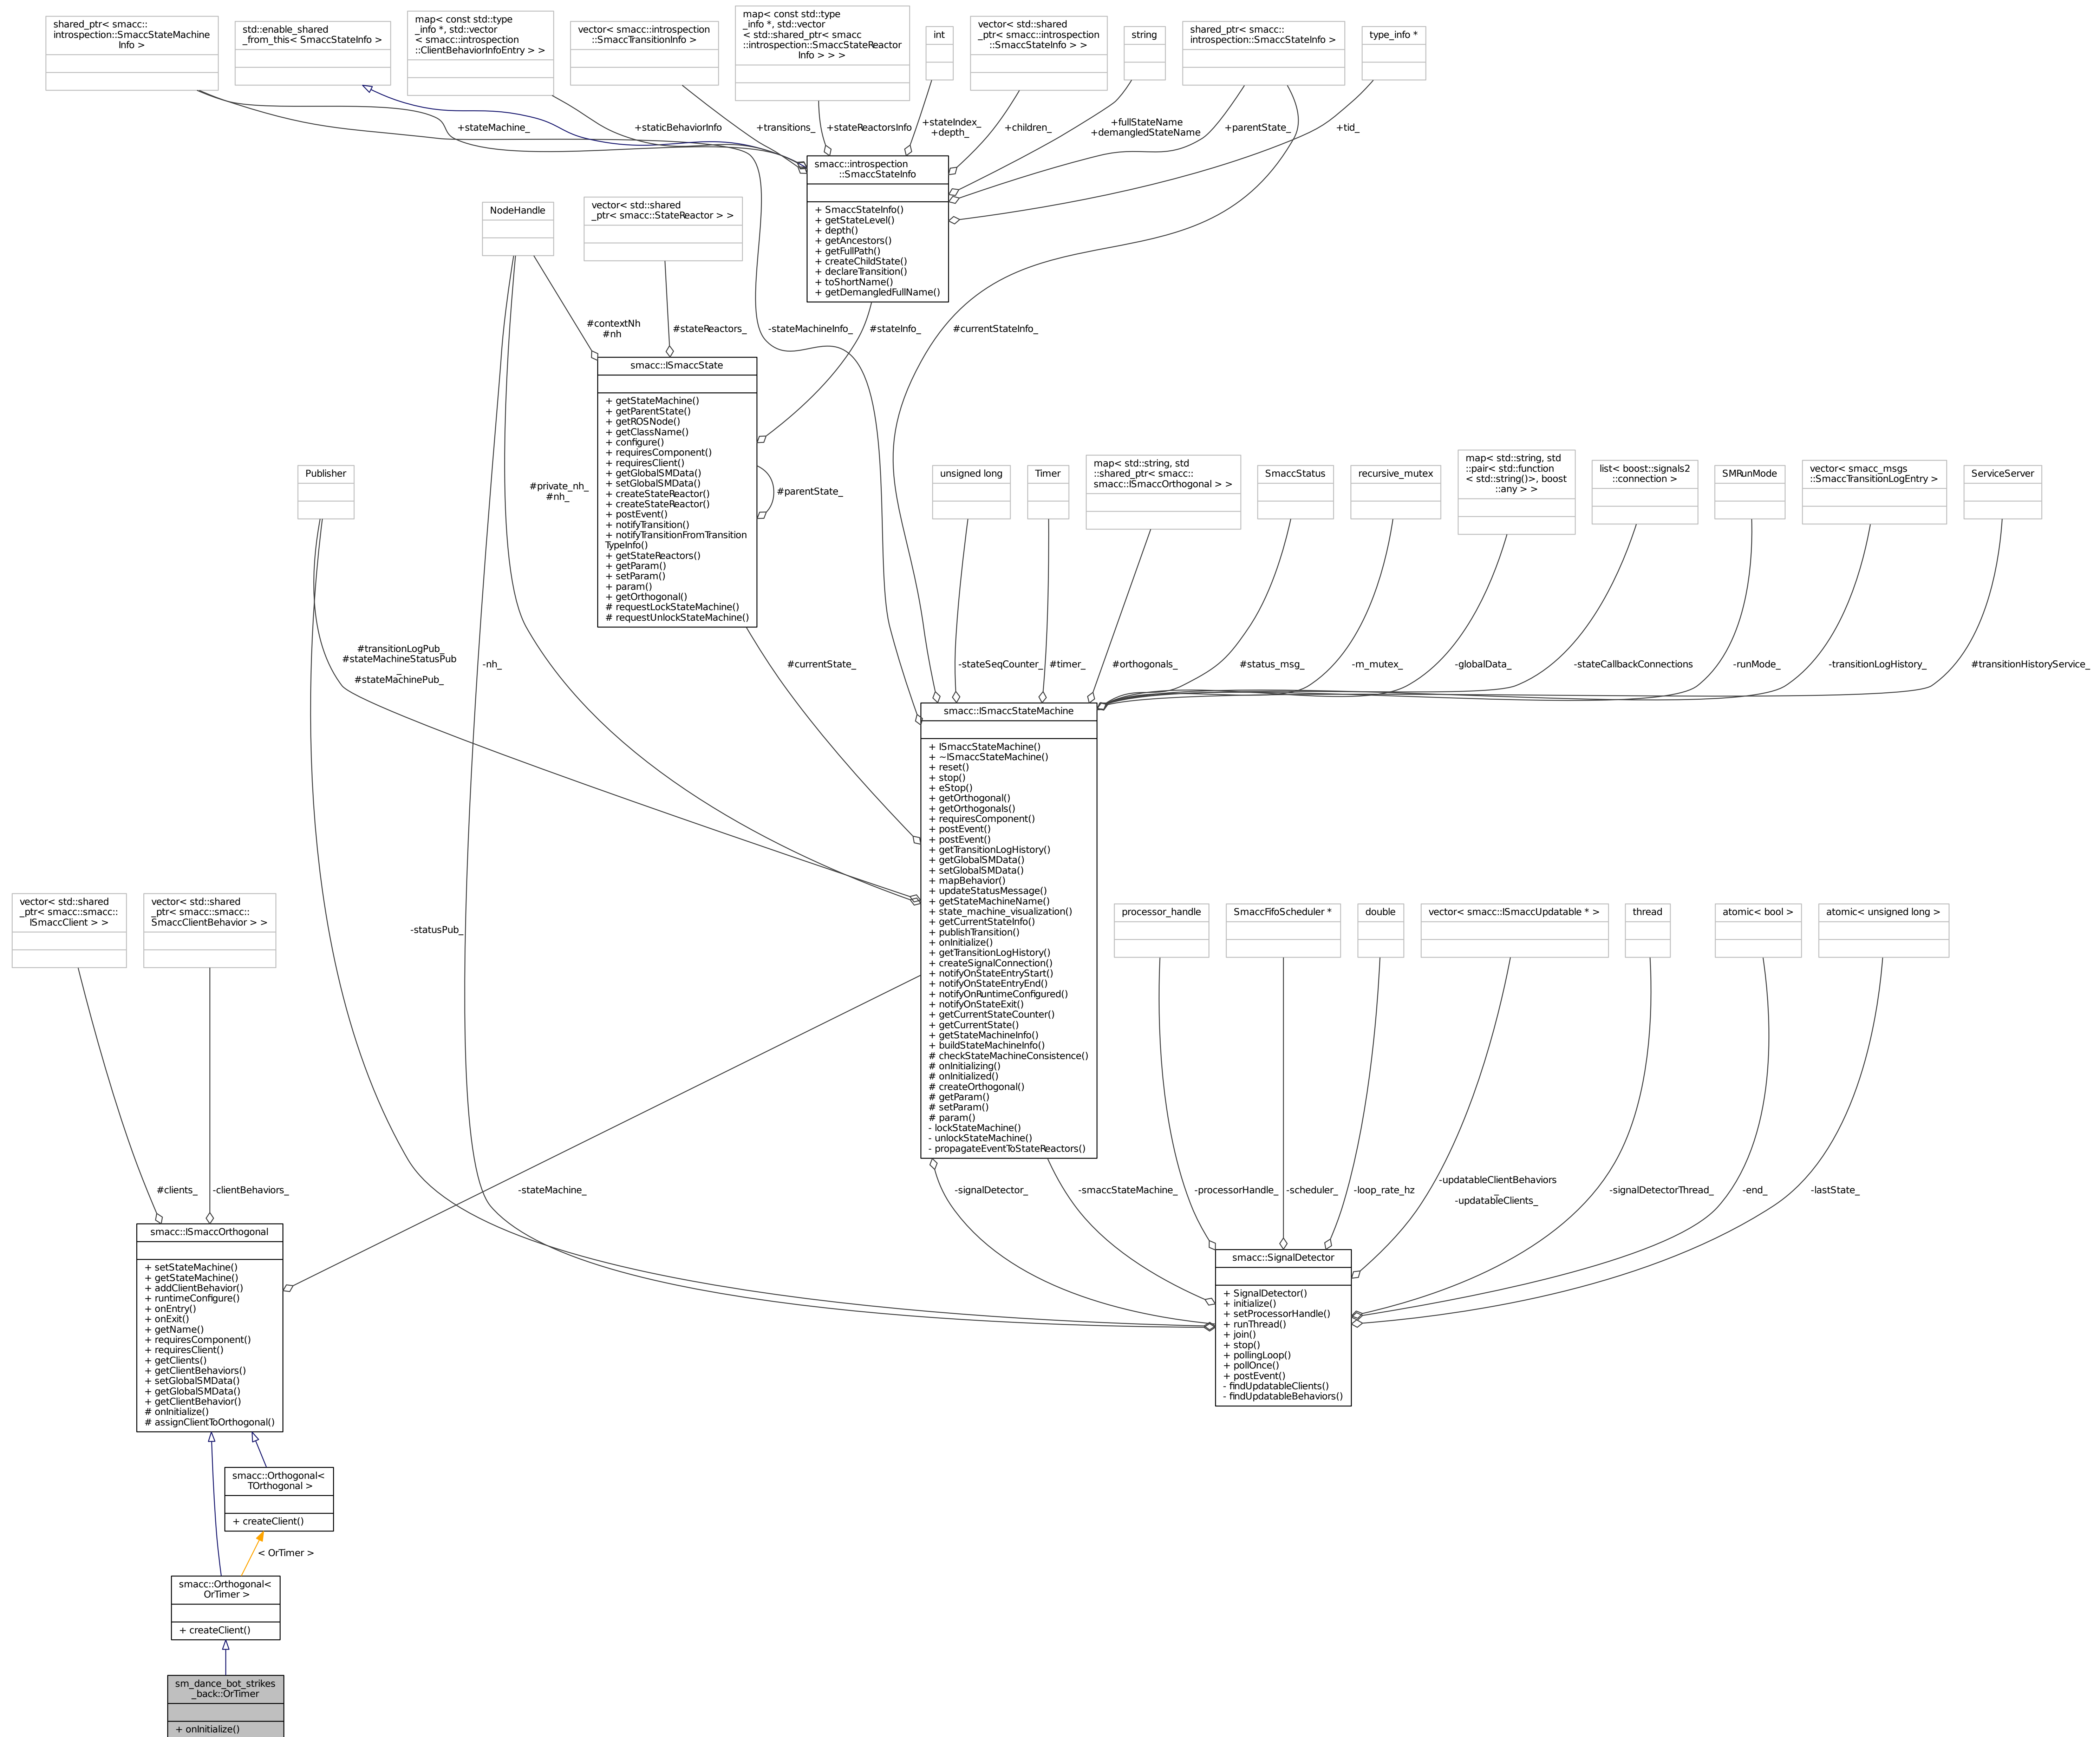 shared_ptr< smacc::
introspection::SmaccStateMachine
Info >
std::enable_shared
_from_this< SmaccStateInfo >
map< const std::type
_info *, std::vector
< smacc::introspection
::ClientBehaviorInfoEntry > >
vector< smacc::introspection
::SmaccTransitionInfo >
map< const std::type
_info *, std::vector
< std::shared_ptr< smacc
::introspection::SmaccStateReactor
Info > > >
int
vector< std::shared
_ptr< smacc::introspection
::SmaccStateInfo > >
string
shared_ptr< smacc::
introspection::SmaccStateInfo >
type_info *
+stateMachine_
+staticBehaviorInfo
+transitions_
+stateReactorsInfo
+stateIndex_
+depth_
+children_
+fullStateName
+demangledStateName
+parentState_
+tid_
smacc::introspection
::SmaccStateInfo
+ SmaccStateInfo()
+ getStateLevel()
+ depth()
+ getAncestors()
+ getFullPath()
+ createChildState()
+ declareTransition()
+ toShortName()
+ getDemangledFullName()
NodeHandle
vector< std::shared
_ptr< smacc::StateReactor > >
#contextNh
#nh
#stateReactors_
-stateMachineInfo_
#stateInfo_
#currentStateInfo_
smacc::ISmaccState
+ getStateMachine()
+ getParentState()
+ getROSNode()
+ getClassName()
+ configure()
+ requiresComponent()
+ requiresClient()
+ getGlobalSMData()
+ setGlobalSMData()
+ createStateReactor()
+ createStateReactor()
+ postEvent()
+ notifyTransition()
+ notifyTransitionFromTransition
TypeInfo()
+ getStateReactors()
+ getParam()
+ setParam()
+ param()
+ getOrthogonal()
# requestLockStateMachine()
# requestUnlockStateMachine()
#parentState_
Publisher
#private_nh_
#nh_
unsigned long
Timer
map< std::string, std
::shared_ptr< smacc::
smacc::ISmaccOrthogonal > >
SmaccStatus
recursive_mutex
map< std::string, std
::pair< std::function
< std::string()>, boost
::any > >
list< boost::signals2
::connection >
SMRunMode
vector< smacc_msgs
::SmaccTransitionLogEntry >
ServiceServer
#transitionLogPub_
#stateMachineStatusPub
_
#stateMachinePub_
-nh_
#currentState_
-stateSeqCounter_
#timer_
#orthogonals_
#status_msg_
-m_mutex_
-globalData_
-stateCallbackConnections
-runMode_
-transitionLogHistory_
#transitionHistoryService_
smacc::ISmaccStateMachine
+ ISmaccStateMachine()
+ ~ISmaccStateMachine()
+ reset()
+ stop()
+ eStop()
+ getOrthogonal()
+ getOrthogonals()
+ requiresComponent()
+ postEvent()
+ postEvent()
+ getTransitionLogHistory()
+ getGlobalSMData()
+ setGlobalSMData()
+ mapBehavior()
+ updateStatusMessage()
+ getStateMachineName()
+ state_machine_visualization()
+ getCurrentStateInfo()
+ publishTransition()
+ onInitialize()
+ getTransitionLogHistory()
+ createSignalConnection()
+ notifyOnStateEntryStart()
+ notifyOnStateEntryEnd()
+ notifyOnRuntimeConfigured()
+ notifyOnStateExit()
+ getCurrentStateCounter()
+ getCurrentState()
+ getStateMachineInfo()
+ buildStateMachineInfo()
# checkStateMachineConsistence()
# onInitializing()
# onInitialized()
# createOrthogonal()
# getParam()
# setParam()
# param()
- lockStateMachine()
- unlockStateMachine()
- propagateEventToStateReactors()
vector< std::shared
_ptr< smacc::smacc::
ISmaccClient > >
vector< std::shared
_ptr< smacc::smacc::
SmaccClientBehavior > >
-statusPub_
processor_handle
SmaccFifoScheduler *
double
vector< smacc::ISmaccUpdatable * >
thread
atomic< bool >
atomic< unsigned long >
#clients_
-clientBehaviors_
-stateMachine_
-signalDetector_
-smaccStateMachine_
-processorHandle_
-scheduler_
-loop_rate_hz
-updatableClientBehaviors
_
-updatableClients_
-signalDetectorThread_
-end_
-lastState_
smacc::ISmaccOrthogonal
+ setStateMachine()
+ getStateMachine()
+ addClientBehavior()
+ runtimeConfigure()
+ onEntry()
+ onExit()
+ getName()
+ requiresComponent()
+ requiresClient()
+ getClients()
+ getClientBehaviors()
+ setGlobalSMData()
+ getGlobalSMData()
+ getClientBehavior()
# onInitialize()
# assignClientToOrthogonal()
smacc::SignalDetector
+ SignalDetector()
+ initialize()
+ setProcessorHandle()
+ runThread()
+ join()
+ stop()
+ pollingLoop()
+ pollOnce()
+ postEvent()
- findUpdatableClients()
- findUpdatableBehaviors()
smacc::Orthogonal<
TOrthogonal >
+ createClient()
< OrTimer >
smacc::Orthogonal<
OrTimer >
+ createClient()
sm_dance_bot_strikes
_back::OrTimer
+ onInitialize()